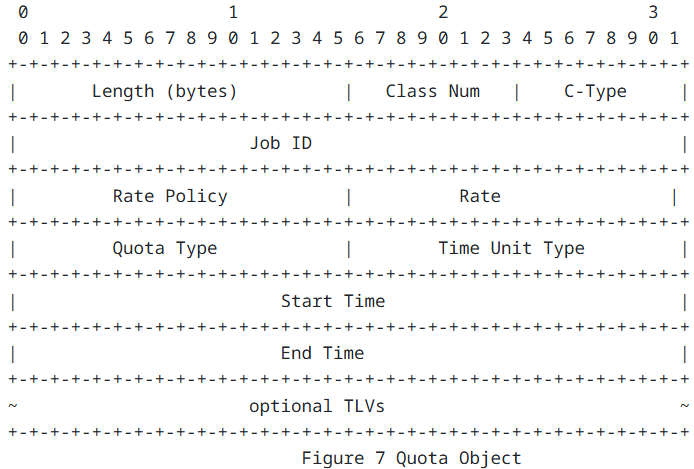 0                   1                   2                   3
 0 1 2 3 4 5 6 7 8 9 0 1 2 3 4 5 6 7 8 9 0 1 2 3 4 5 6 7 8 9 0 1
+-+-+-+-+-+-+-+-+-+-+-+-+-+-+-+-+-+-+-+-+-+-+-+-+-+-+-+-+-+-+-+-+
|       Length (bytes)          |   Class Num   |    C-Type     |
+-+-+-+-+-+-+-+-+-+-+-+-+-+-+-+-+-+-+-+-+-+-+-+-+-+-+-+-+-+-+-+-+
|                      Job ID                                   |
+-+-+-+-+-+-+-+-+-+-+-+-+-+-+-+-+-+-+-+-+-+-+-+-+-+-+-+-+-+-+-+-+
|         Rate Policy           |          Rate                |
+-+-+-+-+-+-+-+-+-+-+-+-+-+-+-+-+-+-+-+-+-+-+-+-+-+-+-+-+-+-+-+-+
|         Quota Type            |        Time Unit Type         |
+-+-+-+-+-+-+-+-+-+-+-+-+-+-+-+-+-+-+-+-+-+-+-+-+-+-+-+-+-+-+-+-+
|                         Start Time                            |
+-+-+-+-+-+-+-+-+-+-+-+-+-+-+-+-+-+-+-+-+-+-+-+-+-+-+-+-+-+-+-+-+
|                         End Time                              |
+-+-+-+-+-+-+-+-+-+-+-+-+-+-+-+-+-+-+-+-+-+-+-+-+-+-+-+-+-+-+-+-+
~                      optional TLVs                            ~
+-+-+-+-+-+-+-+-+-+-+-+-+-+-+-+-+-+-+-+-+-+-+-+-+-+-+-+-+-+-+-+-+
                            Figure 7 Quota Object